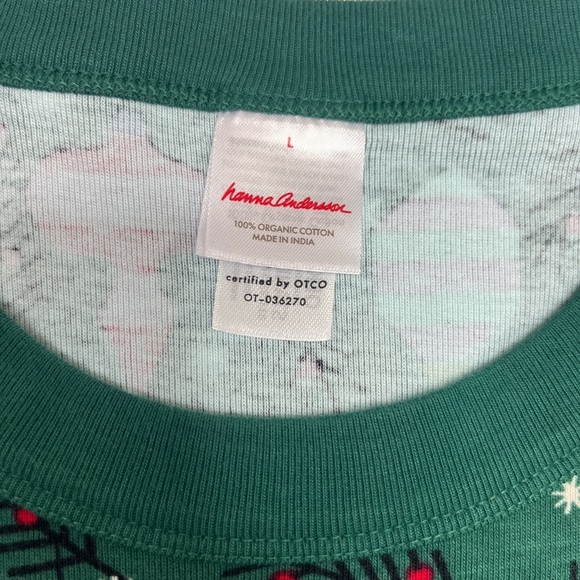 L
hanna Andersson
100% ORGANIC COTTON
MADE IN INDIA
certified by OTCO
OT-036270